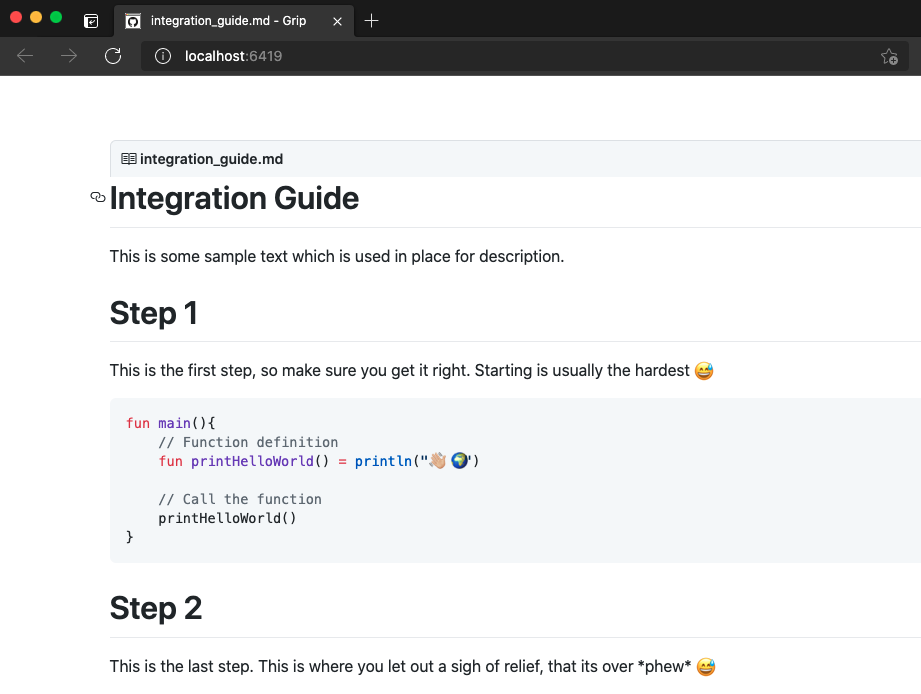 integration_guide.md - Grip
localhost:6419
integration_guide.md
Integration Guide
This is some sample text which is used in place for description.
Step 1
This is the first step, so make sure you get it right. Starting is usually the hardest 😅
fun main(){
    // Function definition
    fun printHelloWorld() = println("👋🏼 🌍")
    // Call the function
    printHelloWorld()
}
Step 2
This is the last step. This is where you let out a sigh of relief, that its over *phew* 😅